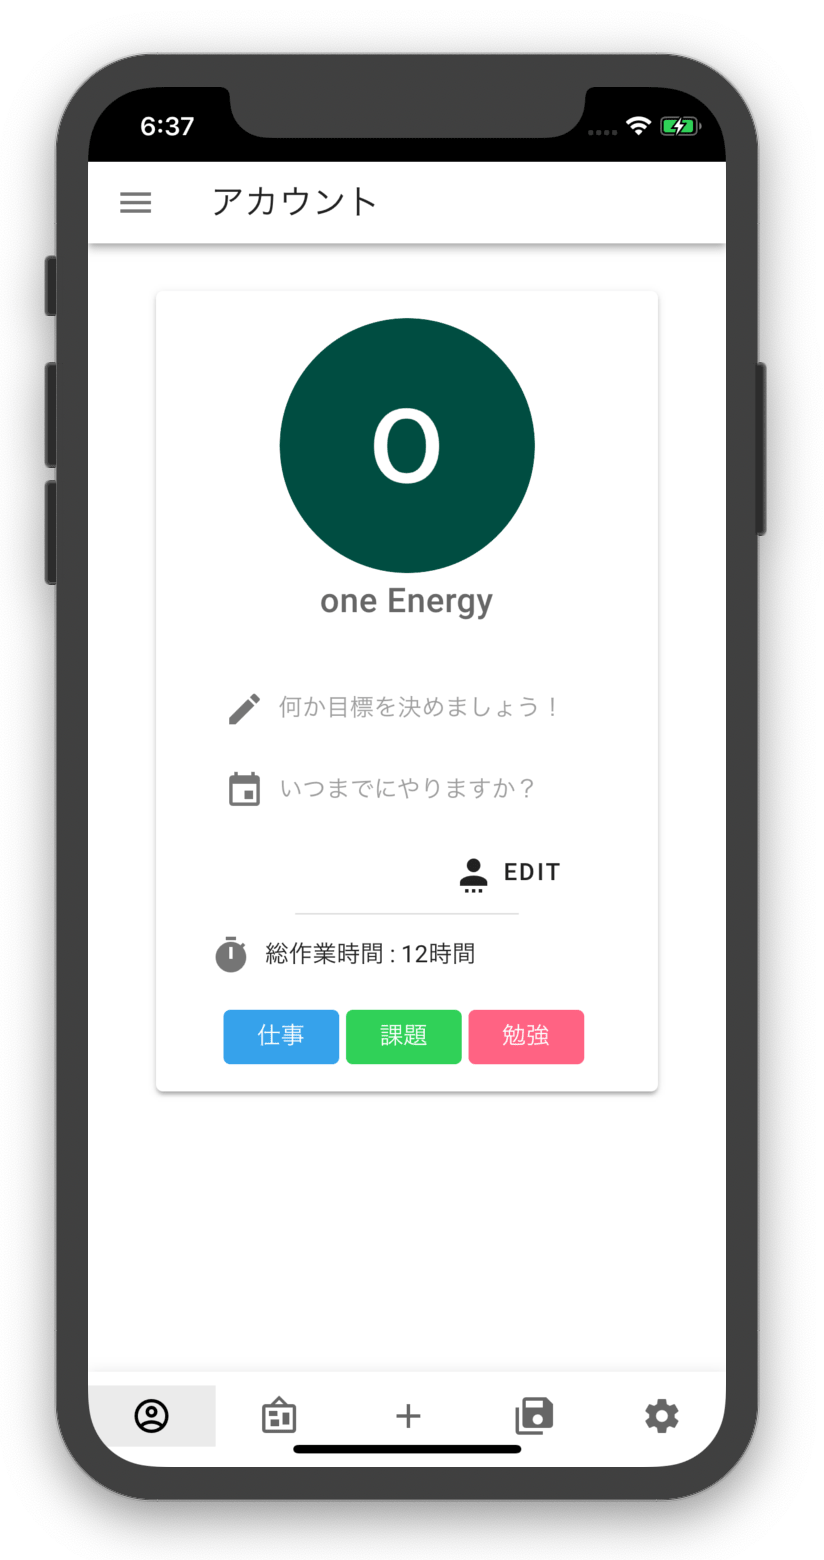 6:37
アカウント
O
one Energy
何か目標を決めましょう！
いつまでにやりますか？
EDIT
総作業時間 : 12時間
仕事 課題 勉強